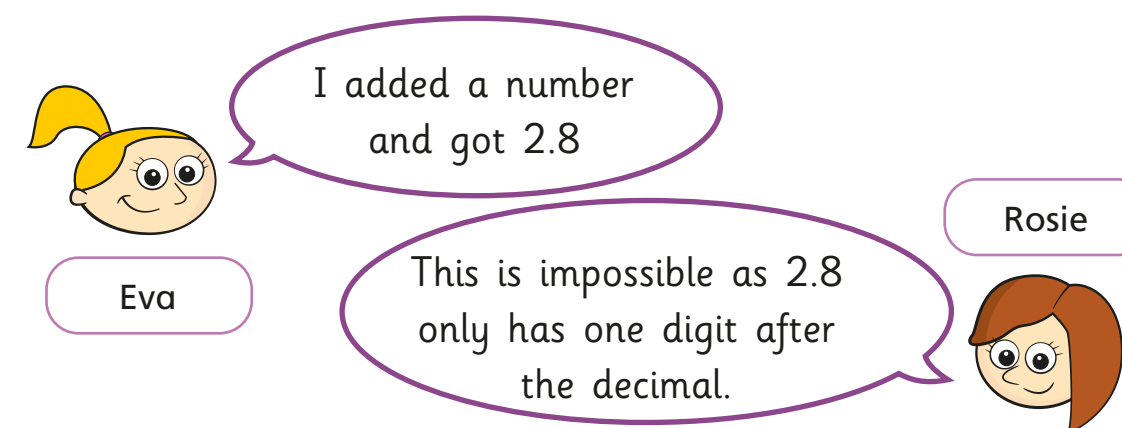 I added a number
and got 2.8
Eva
Rosie
This is impossible as 2.8
only has one digit after
the decimal.